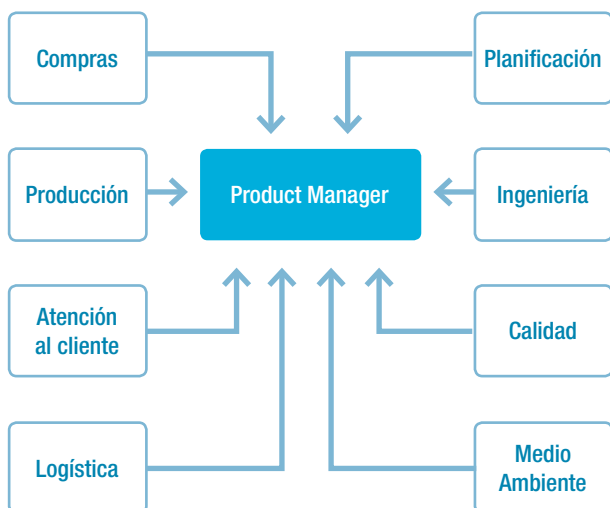 Compras
Planificación
Producción
Product Manager
Ingeniería
Atención
al cliente
Calidad
Logística
Medio
Ambiente